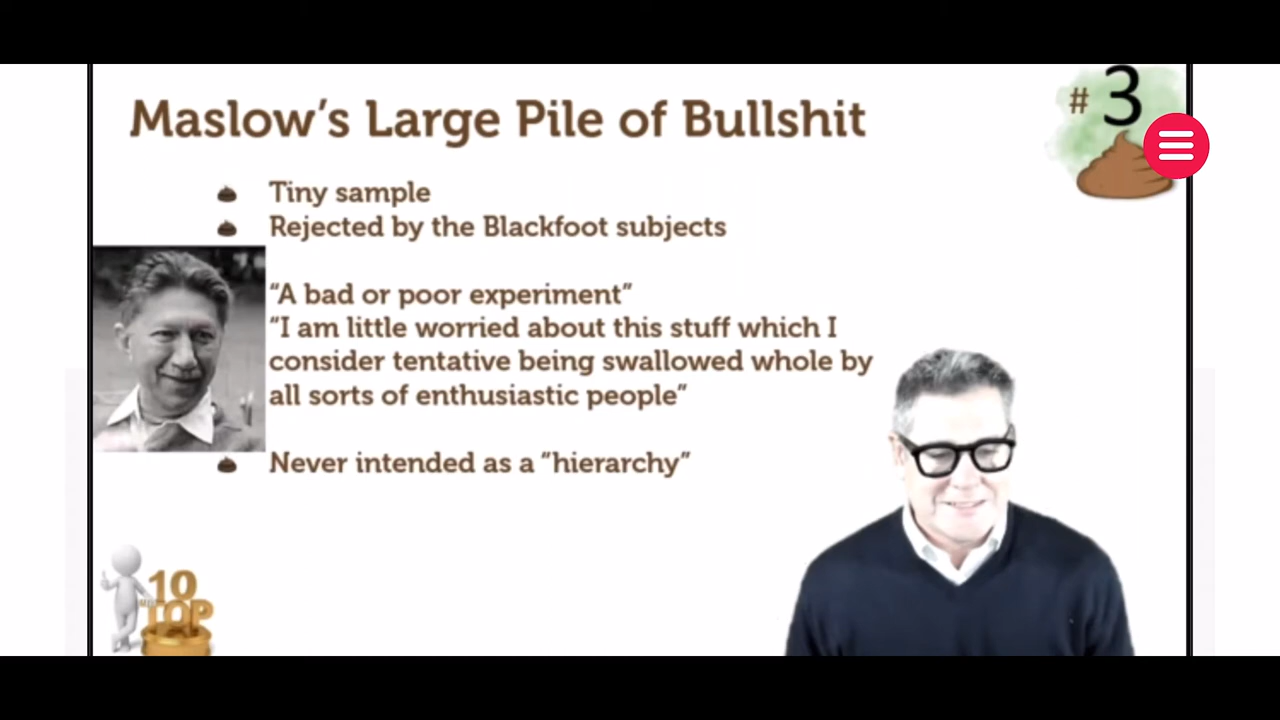 Maslow's Large Pile of Bullshit
# 3
Tiny sample
Rejected by the Blackfoot subjects
“A bad or poor experiment”
“I am little worried about this stuff which I
consider tentative being swallowed whole by
all sorts of enthusiastic people”
Never intended as a “hierarchy”
10
TOP